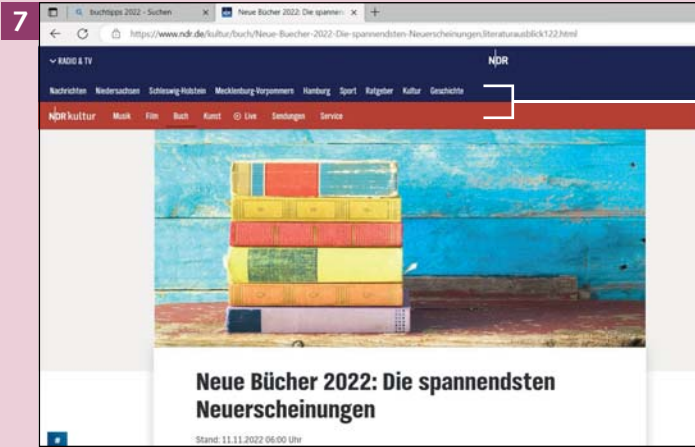 7
buchtipps 2022 - Suchen
Neue Bücher 2022: Die spannen
https://www.ndr.de/kultur/buch/Neue-Buecher-2022-Die-spannendsten-Neuerscheinungen,literaturausblick122.html
RADIO & TV
NDR
Nachrichten Niedersachsen Schleswig-Holstein Mecklenburg-Vorpommern Hamburg Sport Ratgeber Kultur Geschichte
NDR kultur Musik Film Buch Kunst Live Sendungen Service
Neue Bücher 2022: Die spannendsten
Neuerscheinungen
Stand: 11.11.2022 06:00 Uhr
#